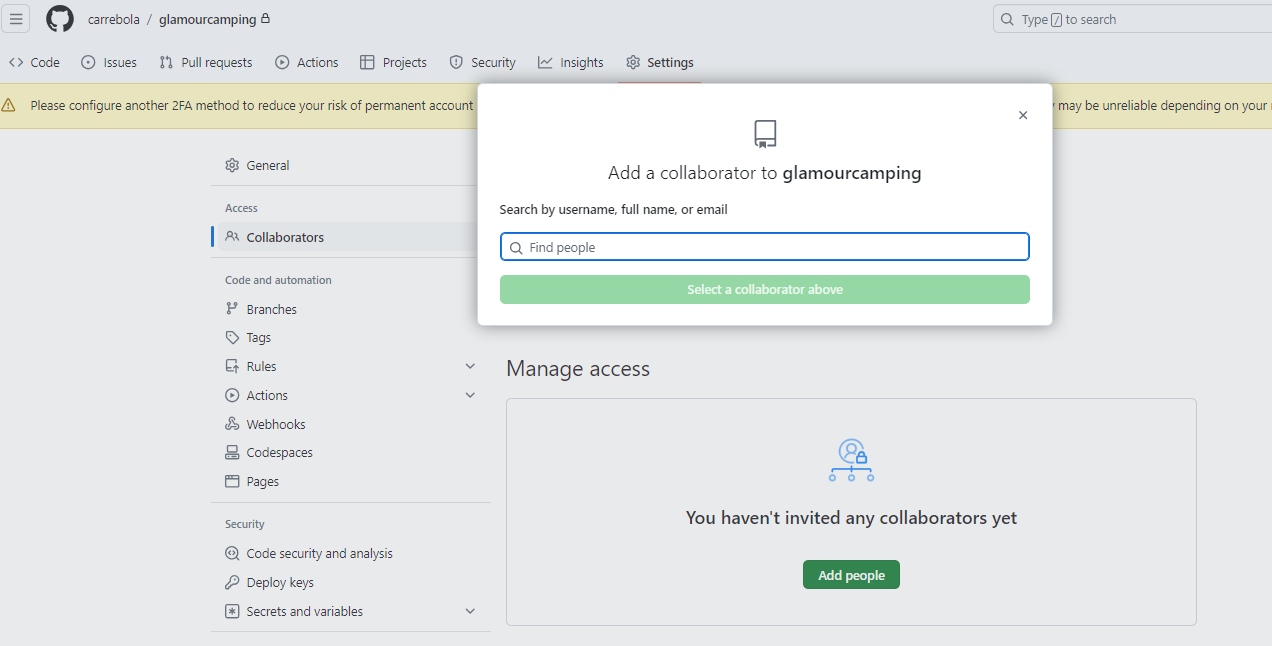 carrebola / glamourcamping
Type / to search
Code
Issues
Pull requests
Actions
Projects
Security
Insights
Settings
Please configure another 2FA method to reduce your risk of permanent account
may be unreliable depending on your
General
Access
Collaborators
Code and automation
Branches
Tags
Rules
Actions
Webhooks
Codespaces
Pages
Security
Code security and analysis
Deploy keys
Secrets and variables
Add a collaborator to glamourcamping
Search by username, full name, or email
Find people
Select a collaborator above
Manage access
You haven't invited any collaborators yet
Add people